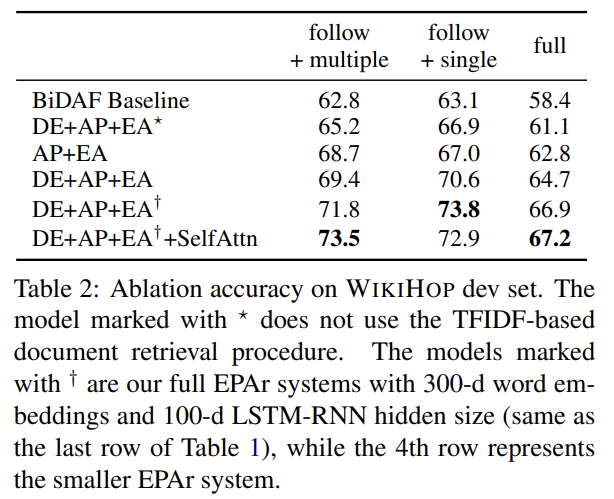 follow + multiple follow + single full
BiDAF Baseline 62.8 63.1 58.4
DE+AP+EA* 65.2 66.9 61.1
AP+EA 68.7 67.0 62.8
DE+AP+EA 69.4 70.6 64.7
DE+AP+EA† 71.8 73.8 66.9
DE+AP+EA†+SelfAttn 73.5 72.9 67.2
Table 2: Ablation accuracy on WIKIHOP dev set. The
model marked with * does not use the TFIDF-based
document retrieval procedure. The models marked
with † are our full EPAr systems with 300-d word em-
beddings and 100-d LSTM-RNN hidden size (same as
the last row of Table 1), while the 4th row represents
the smaller EPAr system.